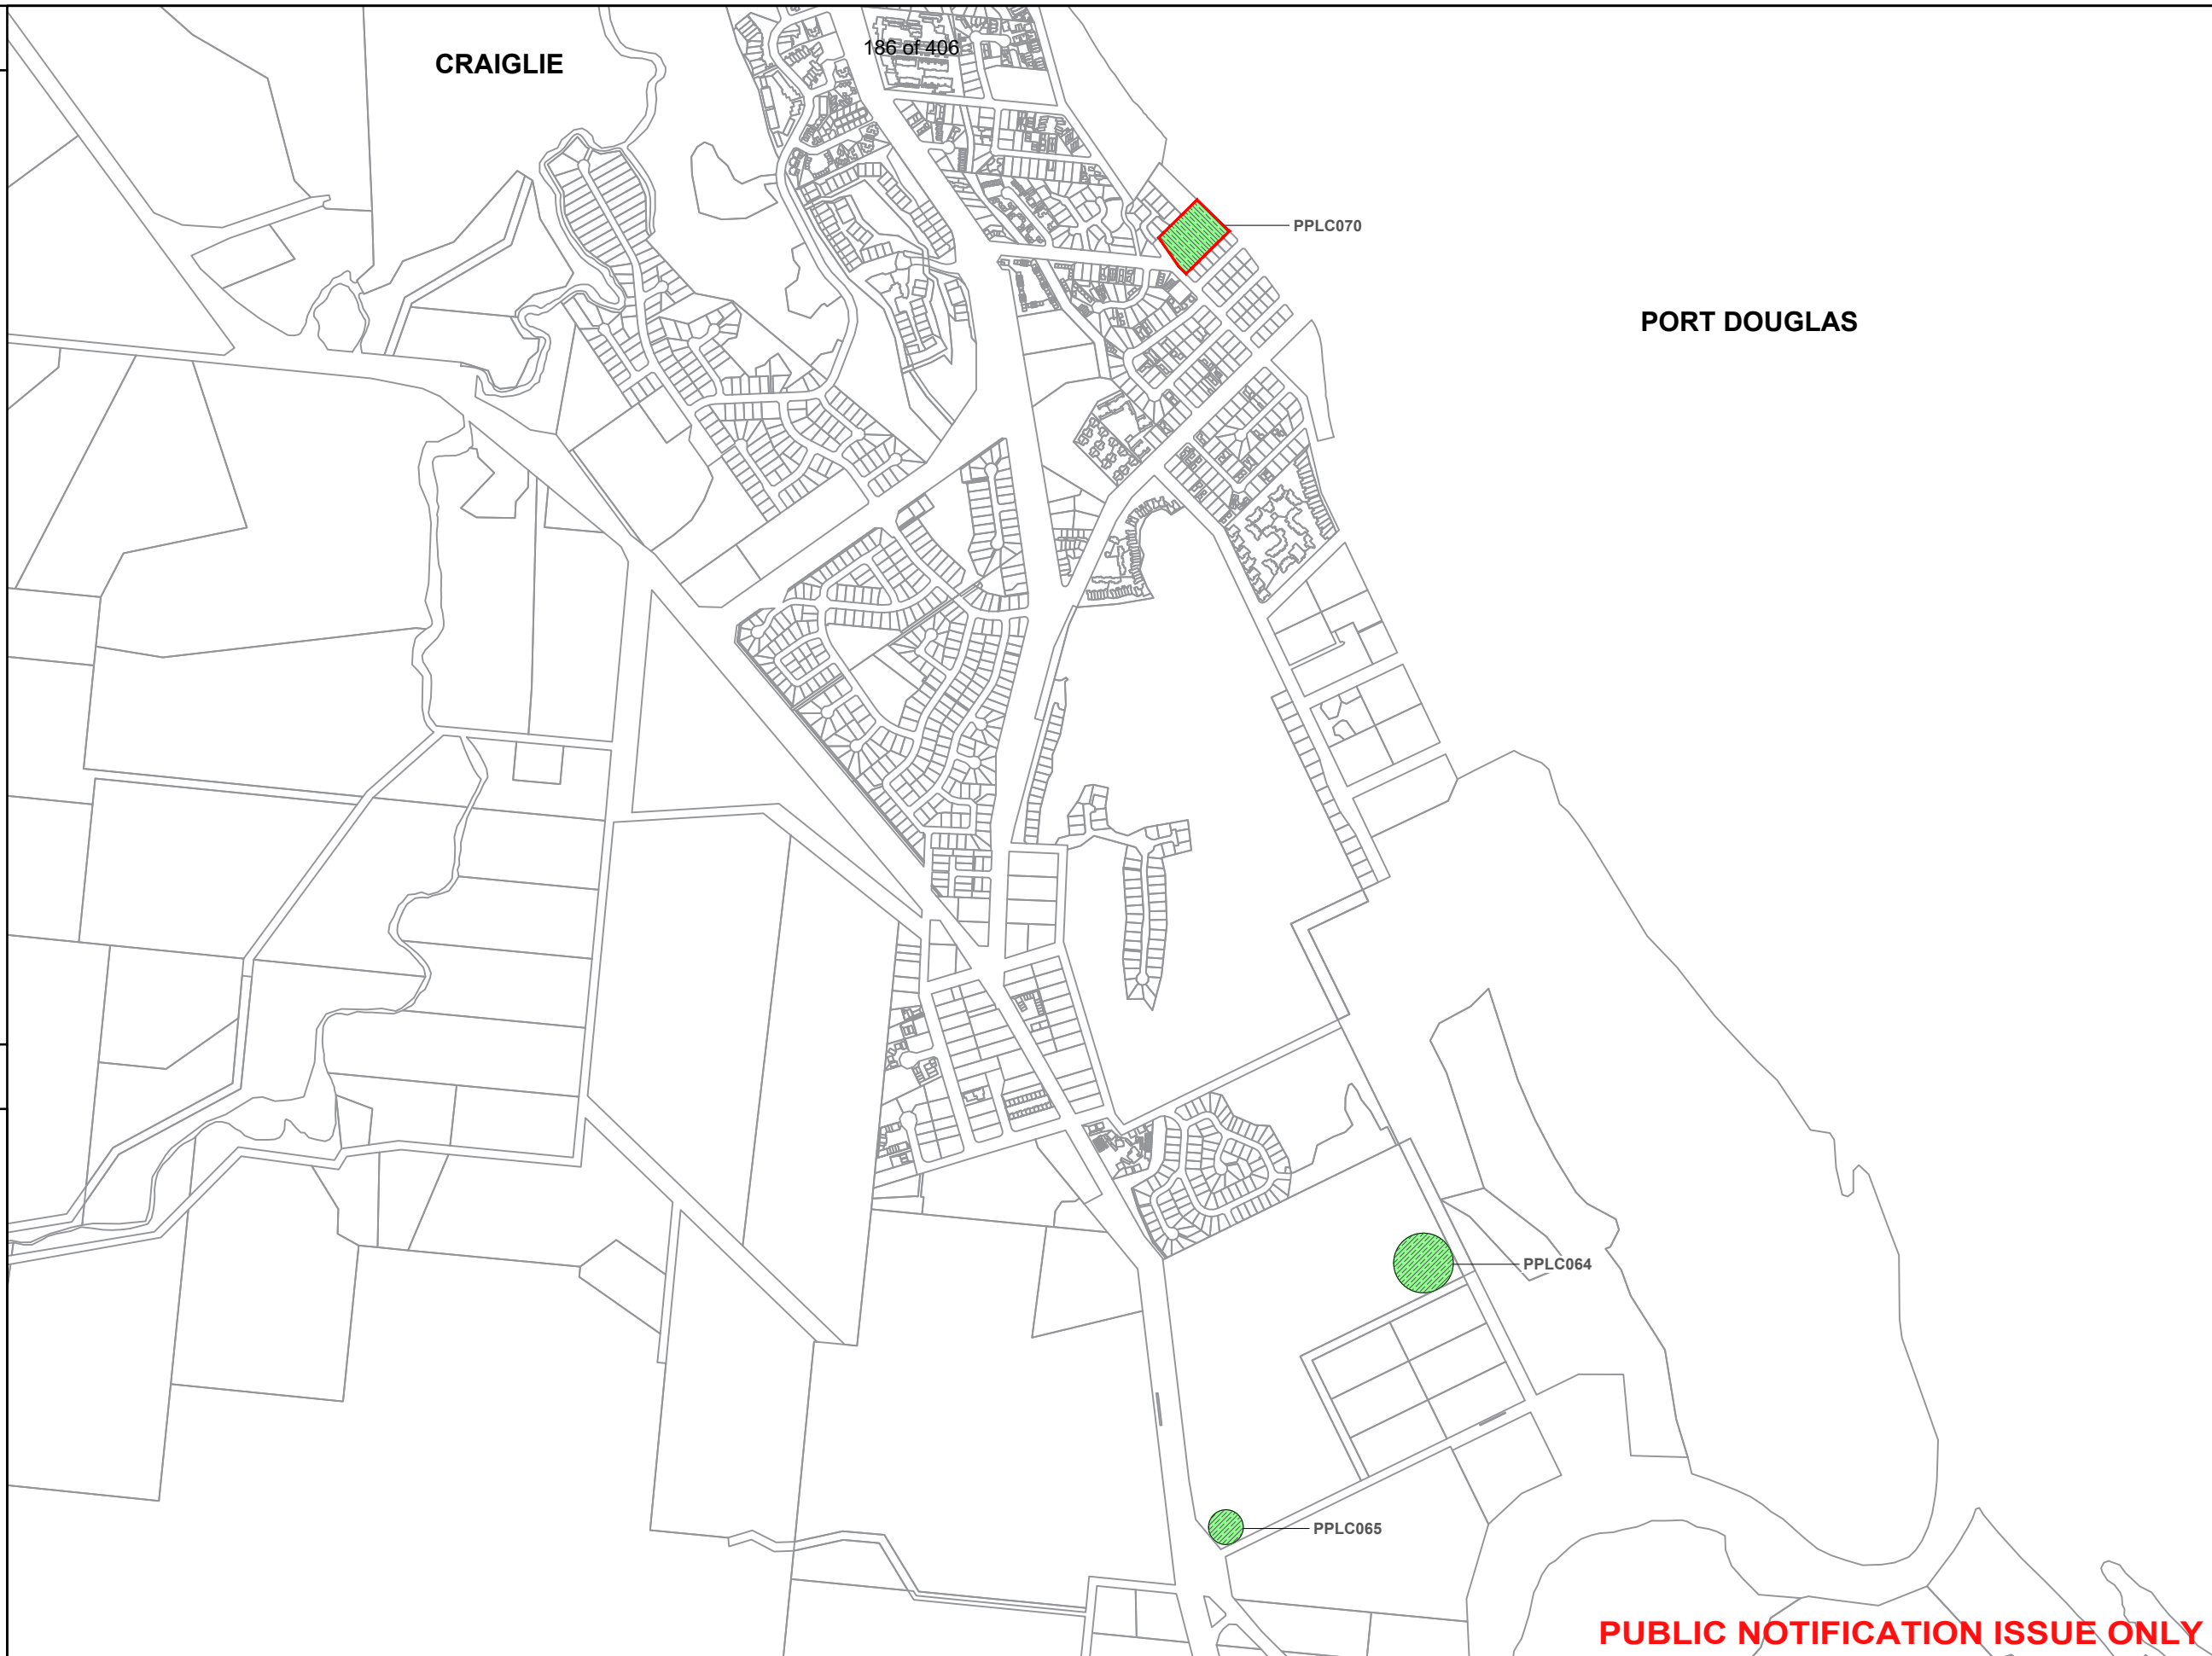 186 of 406
CRAIGLIE
PPLC070
PORT DOUGLAS
PPLC064
PPLC065
PUBLIC NOTIFICATION ISSUE ONLY